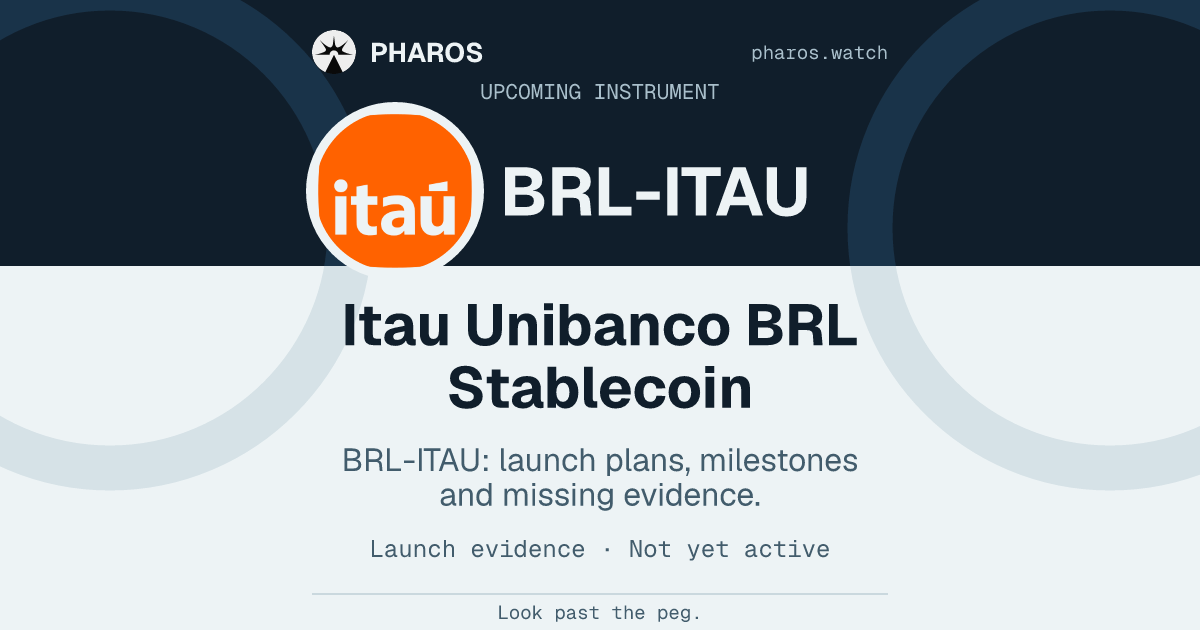 PHAROS
pharos.watch
UPCOMING INSTRUMENT
itaú
BRL-ITAU
Itau Unibanco BRL
Stablecoin
BRL-ITAU: launch plans, milestones
and missing evidence.
Launch evidence · Not yet active
Look past the peg.